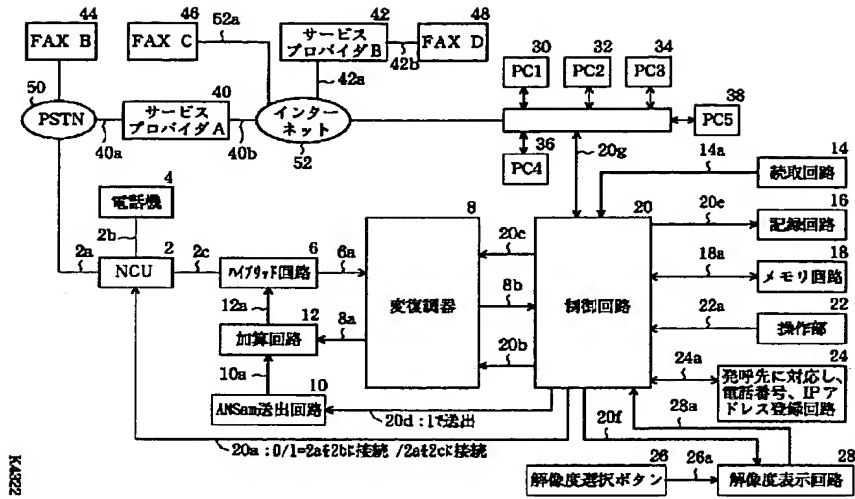 44
FAX B
46
FAX C
52a
42
サービス
プロバイダB
42b
48
FAX D
42a
30
PC1
32
PC2
34
PC3
38
PC5
36
PC4
20g
50
PSTN
40a
40
サービス
プロバイダA
40b
インター
ネット
52
4
電話機
2b
2a
2
NCU
2c
6
ハイブリッド回路
6a
12a
12
加算回路
8a
10a
10
ANSam送出回路
8
変復調器
20c
8b
20b
20
制御回路
14a
14
読取回路
20e
16
記録回路
18a
18
メモリ回路
22a
22
操作部
24a
24
発呼先に対応し、
電話番号、IPア
ドレス登録回路
20d:1で送出
20a:0/1=2aを2bに接続/2aを2cに接続
20f
28a
26
解像度選択ボタン
26a
28
解像度表示回路
K4322